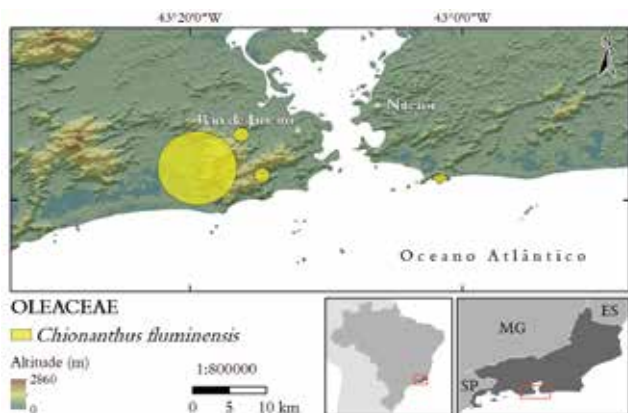 43°20'0"W 43°0'0"W
N
Niterói
Rio de Janeiro
Oceano Atlântico
OLEACEAE
Chionanthus fluminensis
Altitude (m)
2860
0
1:800000
0 5 10 km
MG
ES
SP